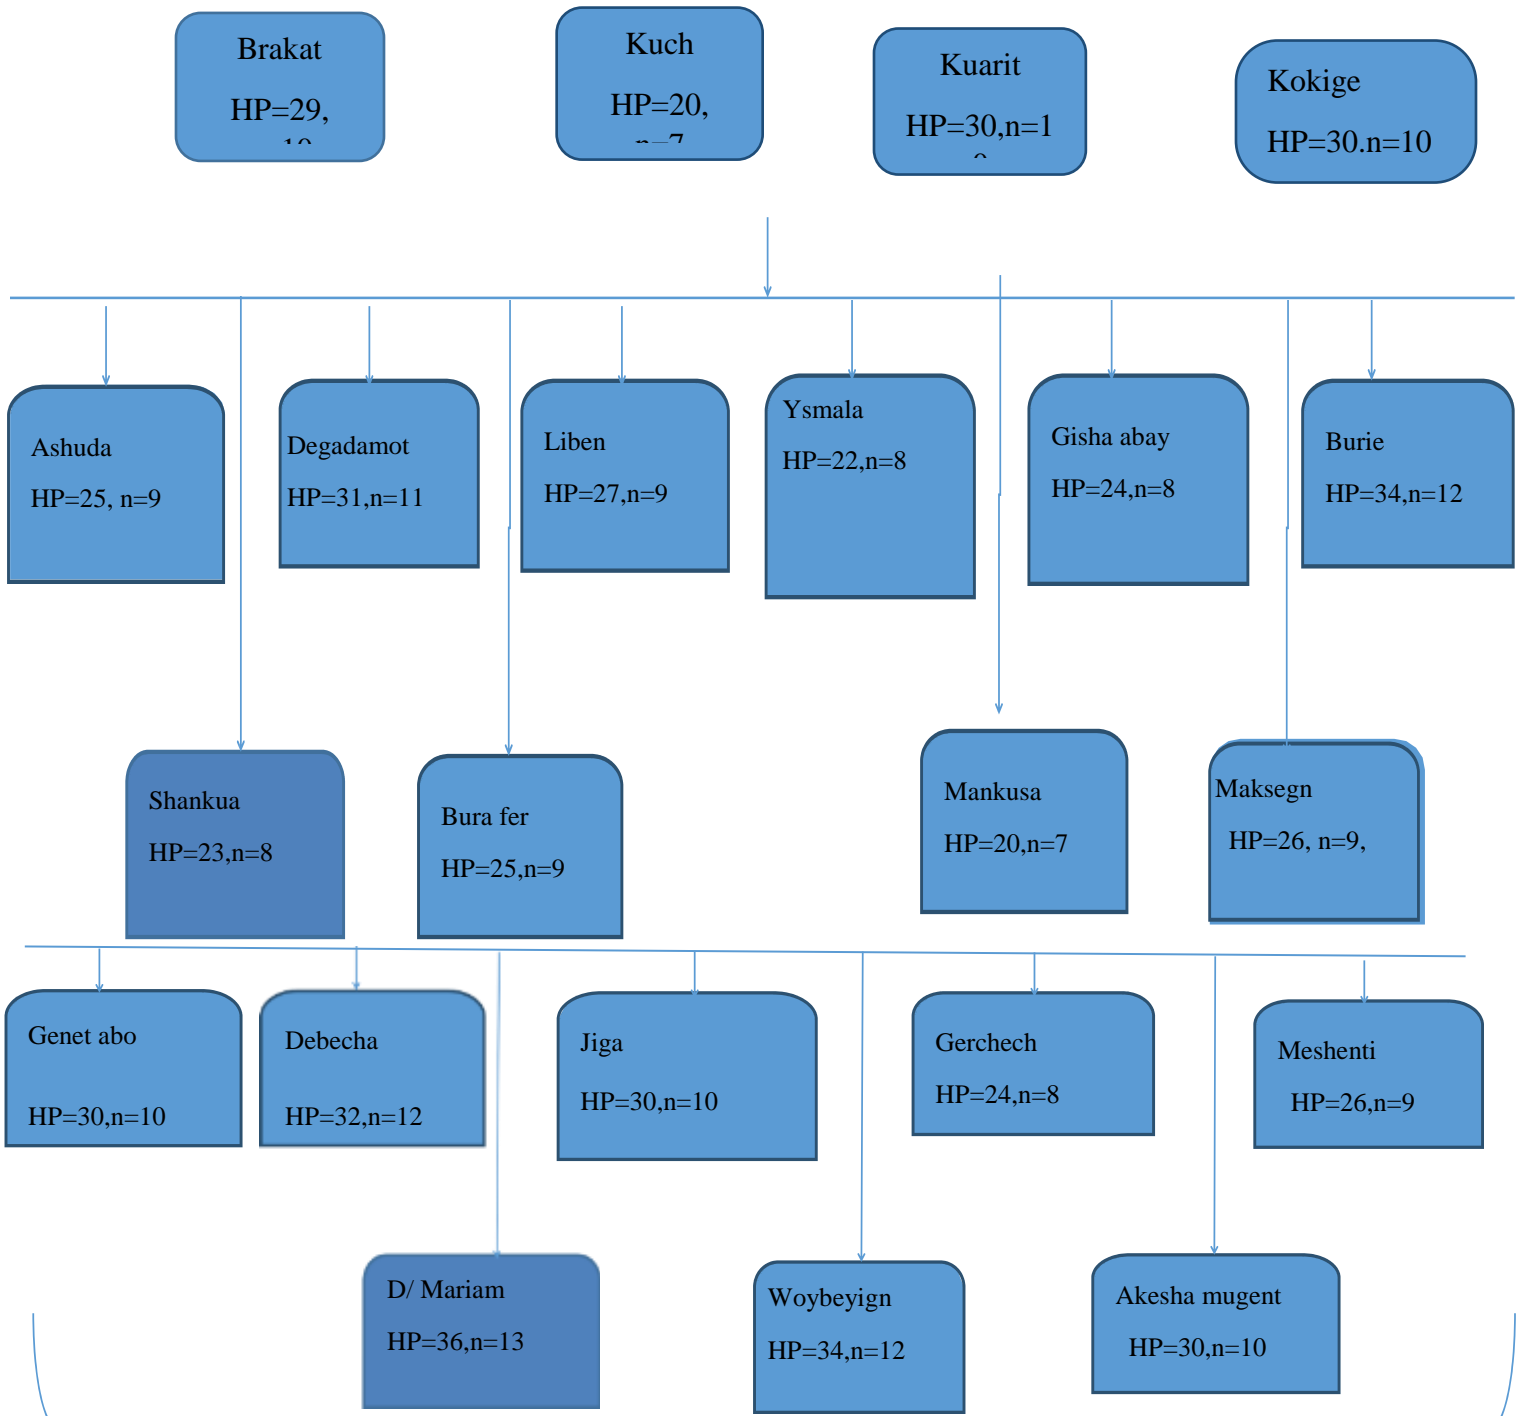 Brakat
HP=29,
Kuch
HP=20,
n=7
Kuarit
HP=30,n=1
Kokige
HP=30.n=10
Ashuda
HP=25, n=9
Degadamot
HP=31,n=11
Liben
HP=27,n=9
Ysmala
HP=22,n=8
Gisha abay
HP=24,n=8
Burie
HP=34,n=12
Shankua
HP=23,n=8
Bura fer
HP=25,n=9
Mankusa
HP=20,n=7
Maksegn
HP=26, n=9,
Genet abo
HP=30,n=10
Debecha
HP=32,n=12
Jiga
HP=30,n=10
Gerchech
HP=24,n=8
Meshenti
HP=26,n=9
D/ Mariam
HP=36,n=13
Woybeyign
HP=34,n=12
Akesha mugent
HP=30,n=10